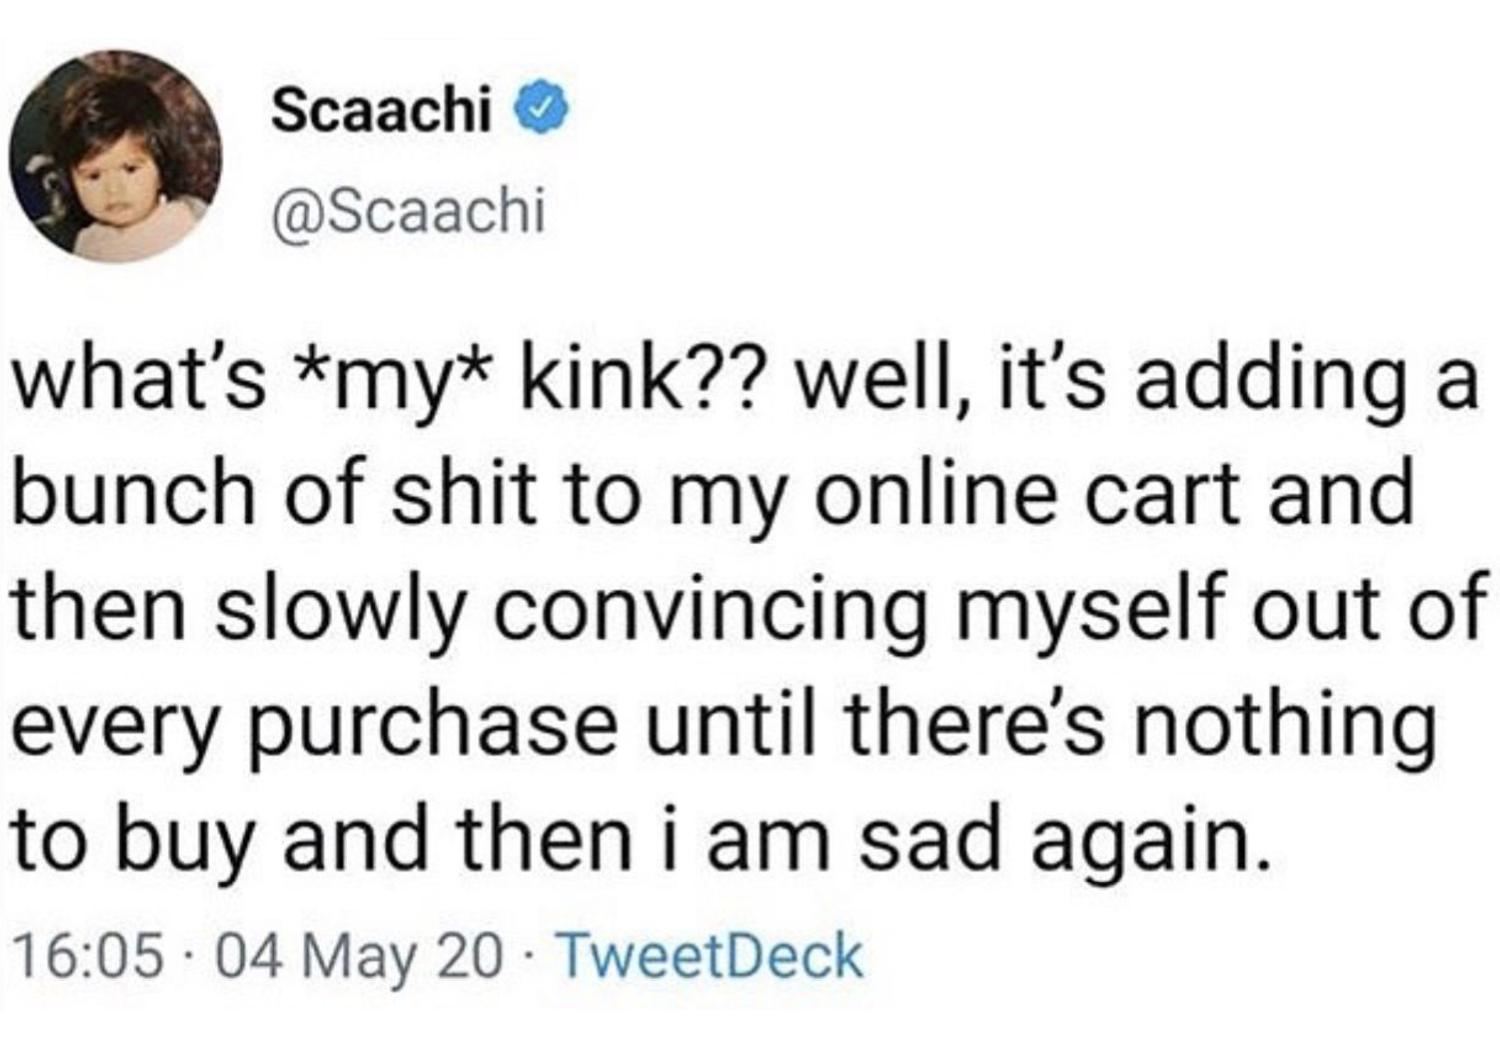 Scaachi
@Scaachi
what’s *my* kink?? well, it’s adding a
bunch of shit to my online cart and
then slowly convincing myself out of
every purchase until there’s nothing
to buy and then i am sad again.
16:05 · 04 May 20 · TweetDeck